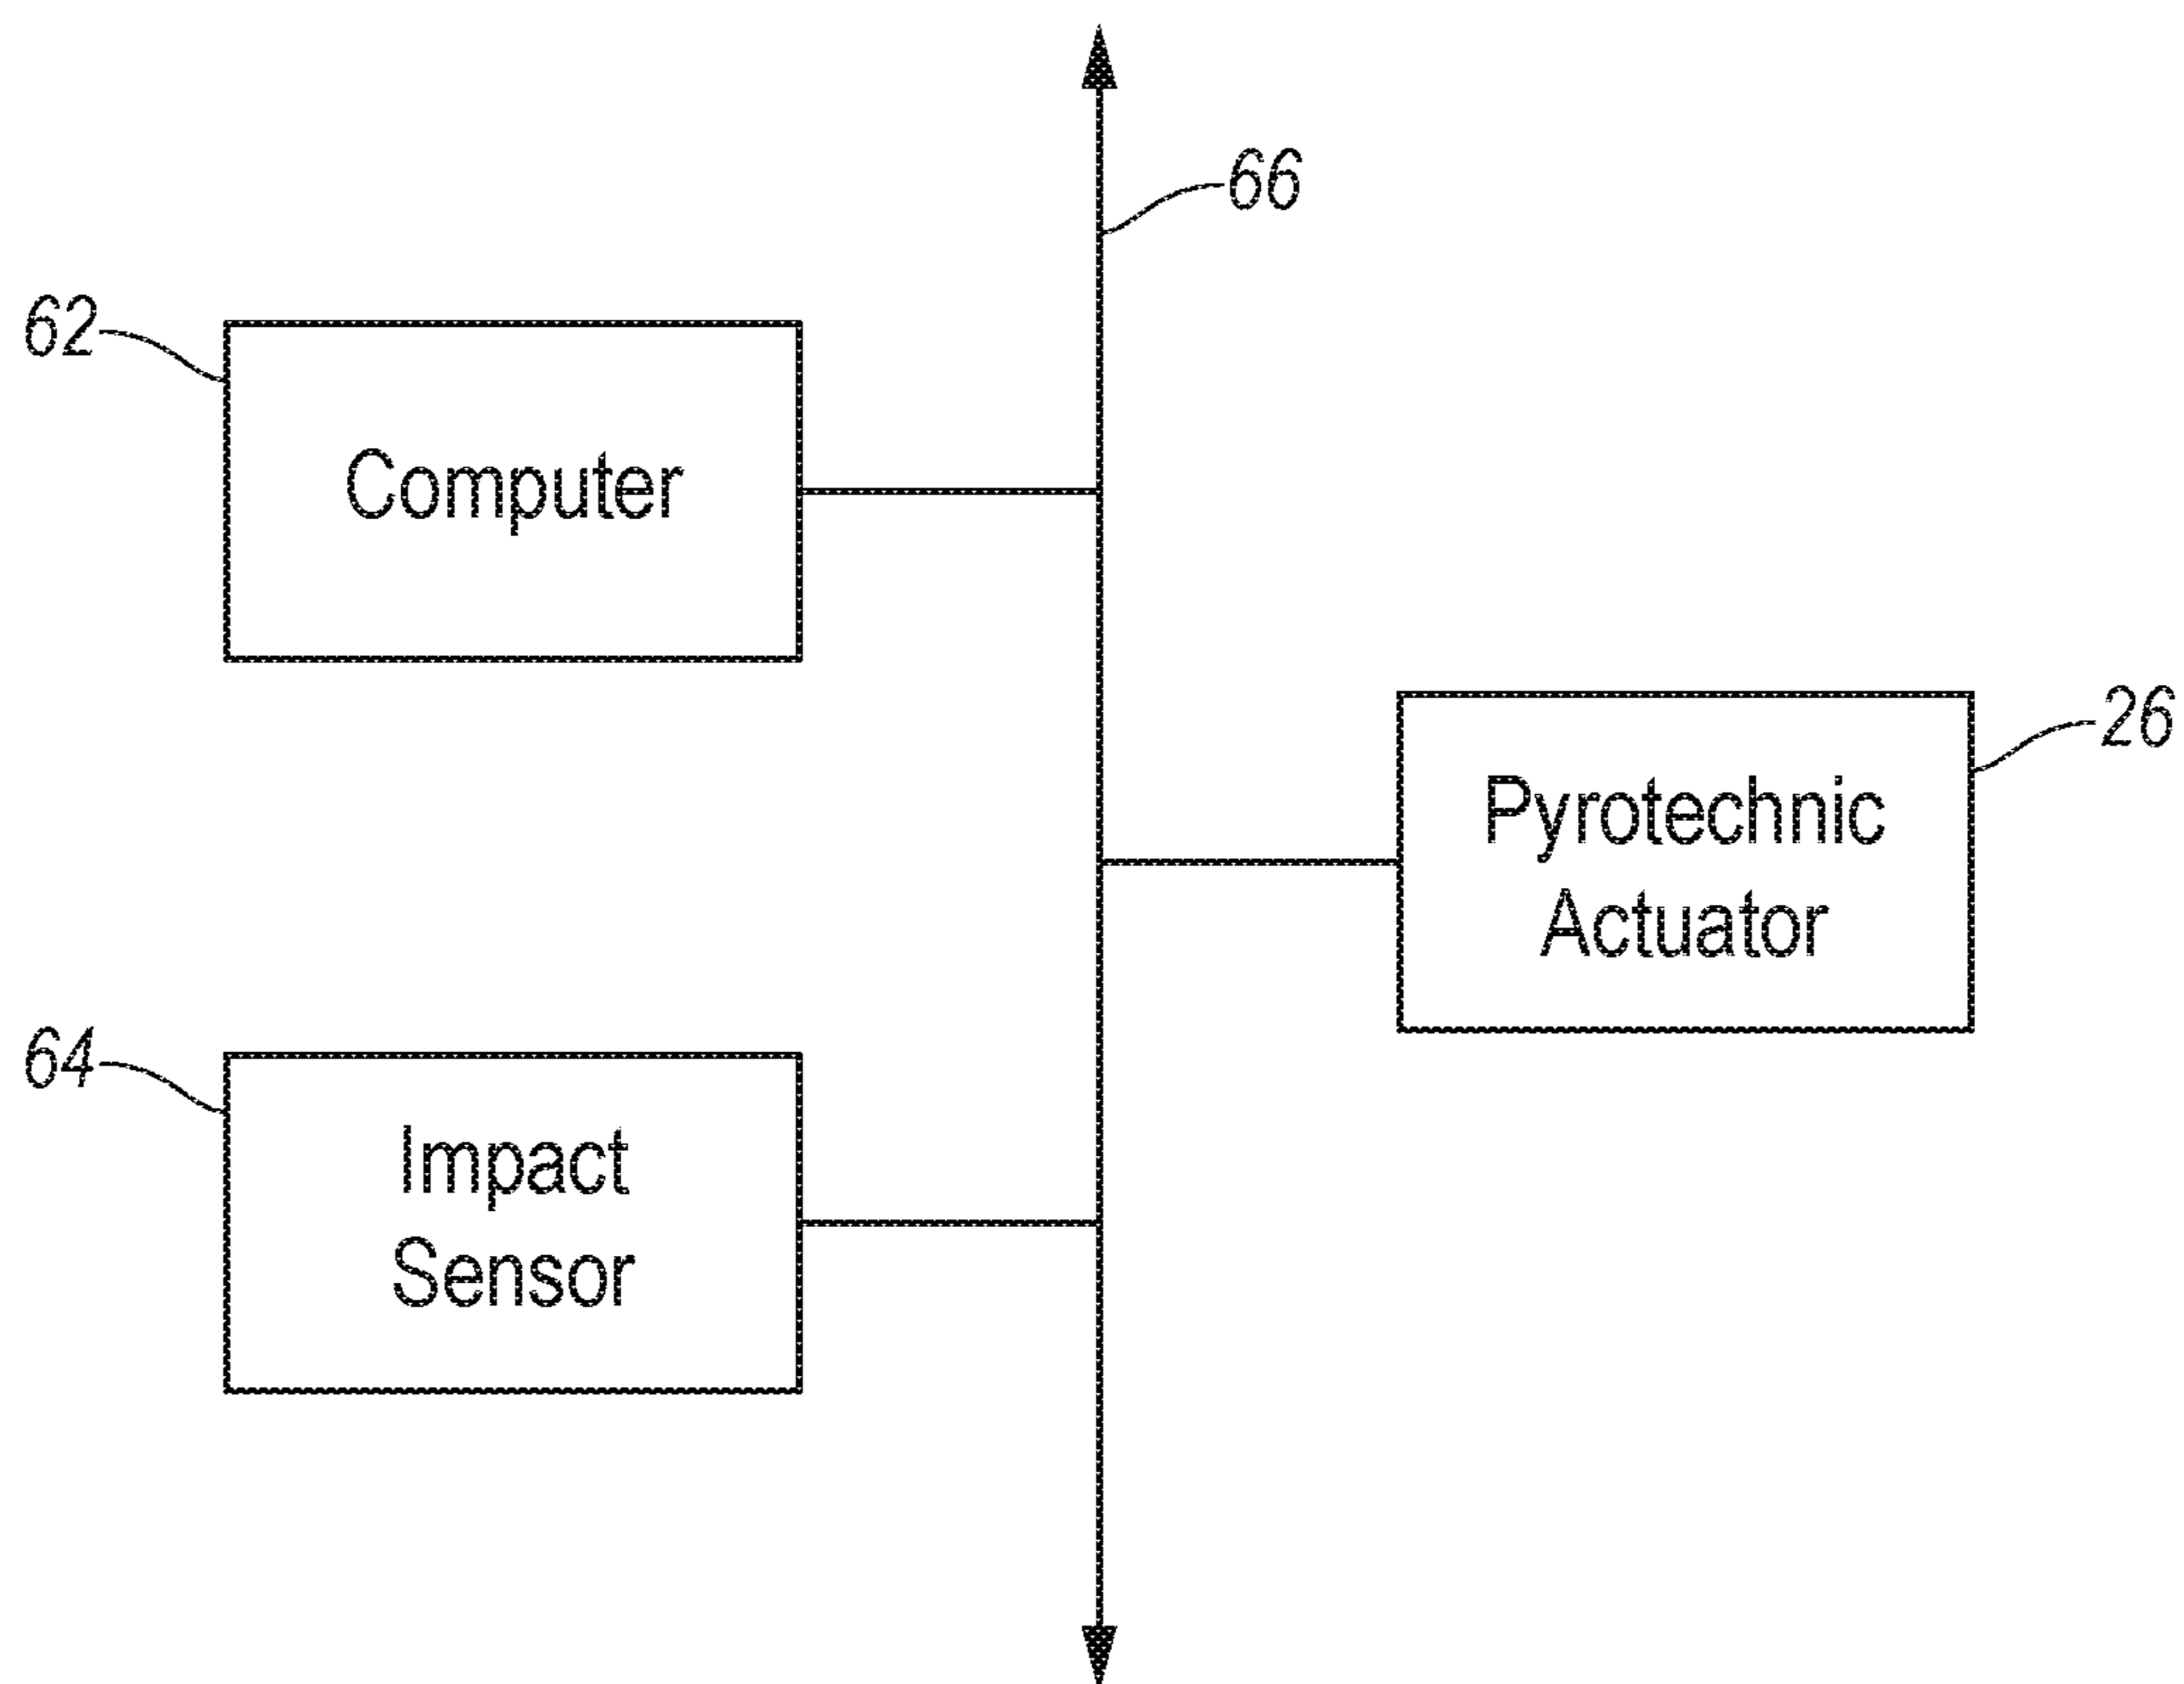 66
62
Computer
26
Pyrotechnic
Actuator
64
Impact
Sensor